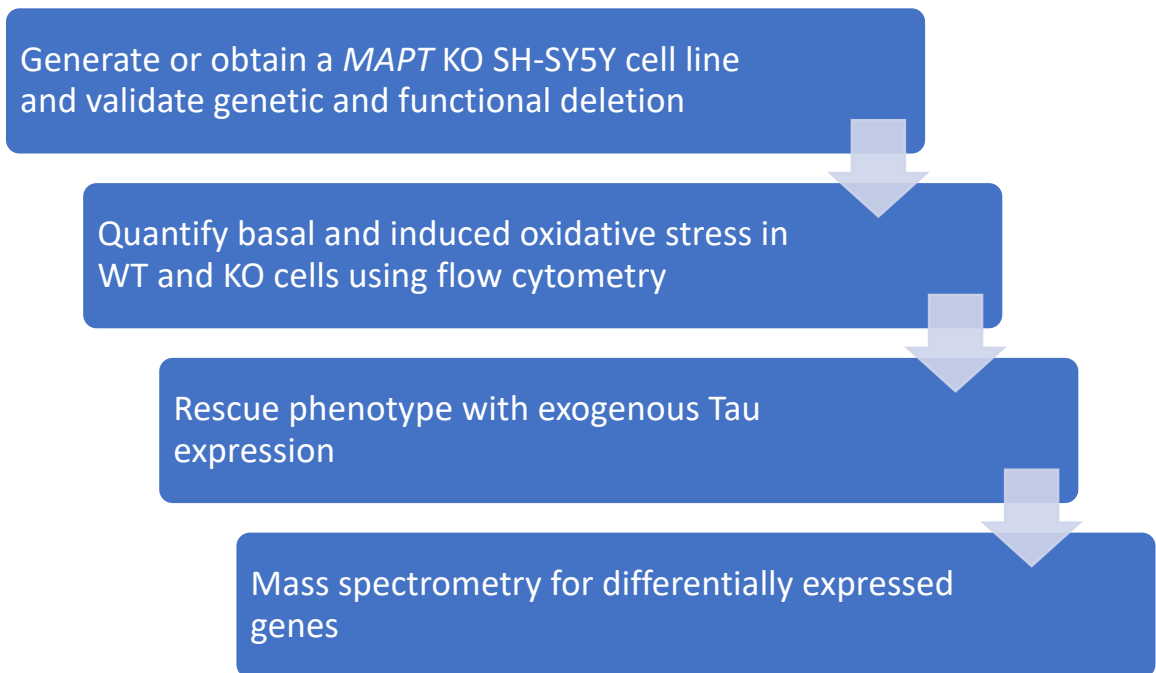 Generate or obtain a MAPT KO SH-SY5Y cell line
and validate genetic and functional deletion
Quantify basal and induced oxidative stress in
WT and KO cells using flow cytometry
Rescue phenotype with exogenous Tau
expression
Mass spectrometry for differentially expressed
genes